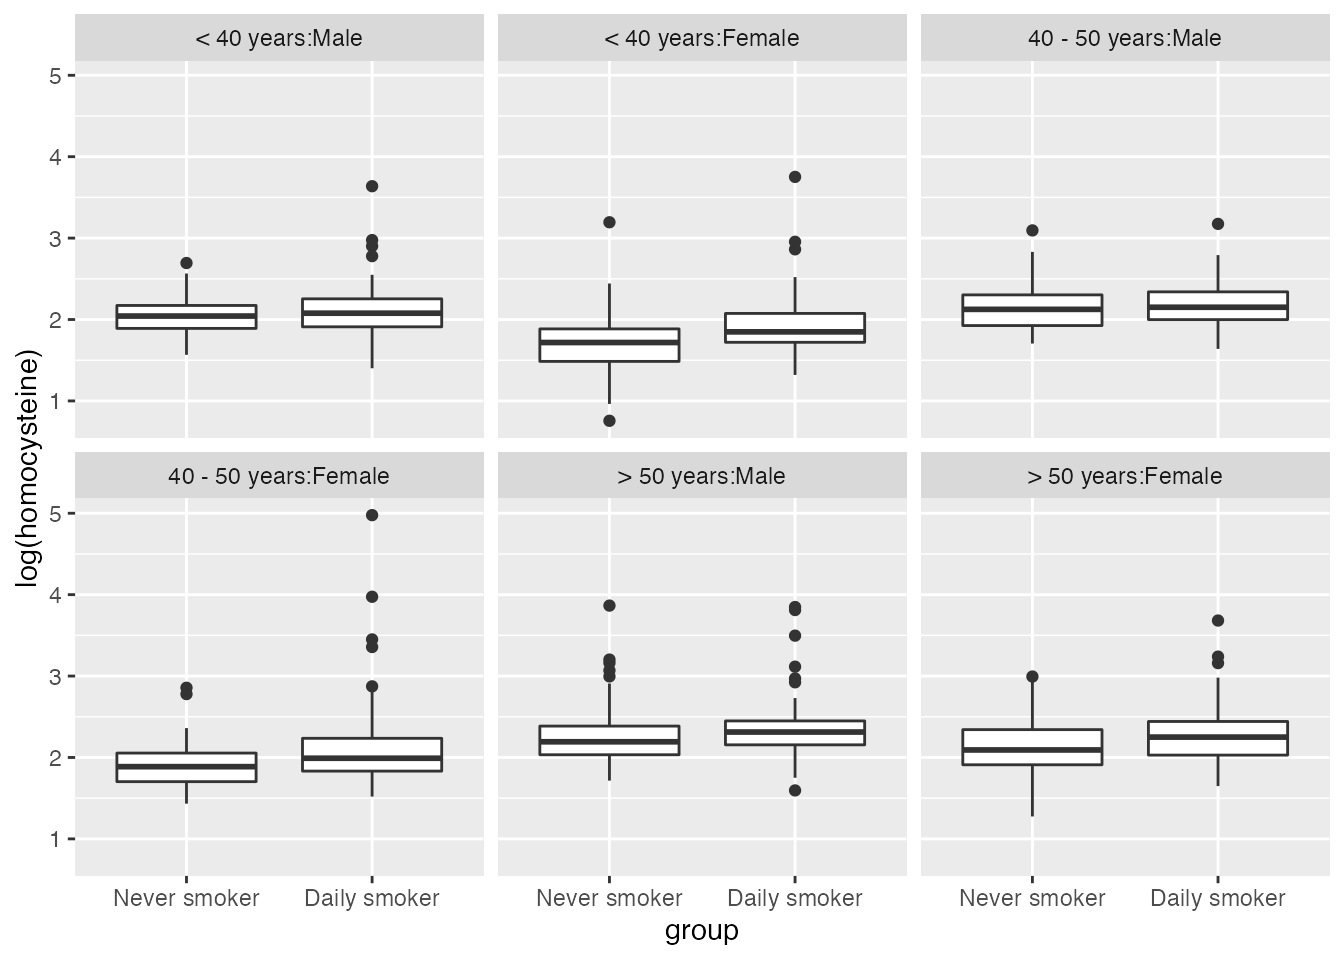 < 40 years:Male
< 40 years:Female
40 - 50 years:Male
5
4
3
2
1
40 - 50 years:Female
> 50 years:Male
> 50 years:Female
5
4
3
2
1
log(homocysteine)
Never smoker
Daily smoker
Never smoker
Daily smoker
Never smoker
Daily smoker
group